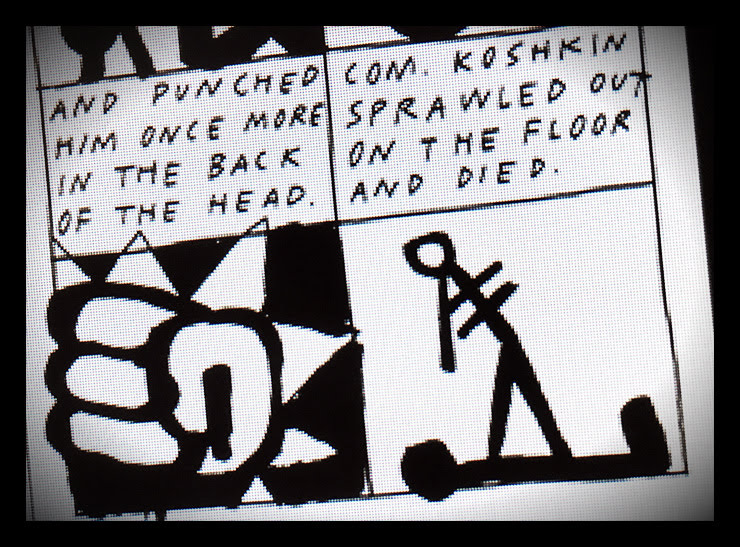 AND PUNCHED
HIM ONCE MORE
IN THE BACK
OF THE HEAD.
COM. KOSHKIN
SPRAWLED OUT
ON THE FLOOR
AND DIED.